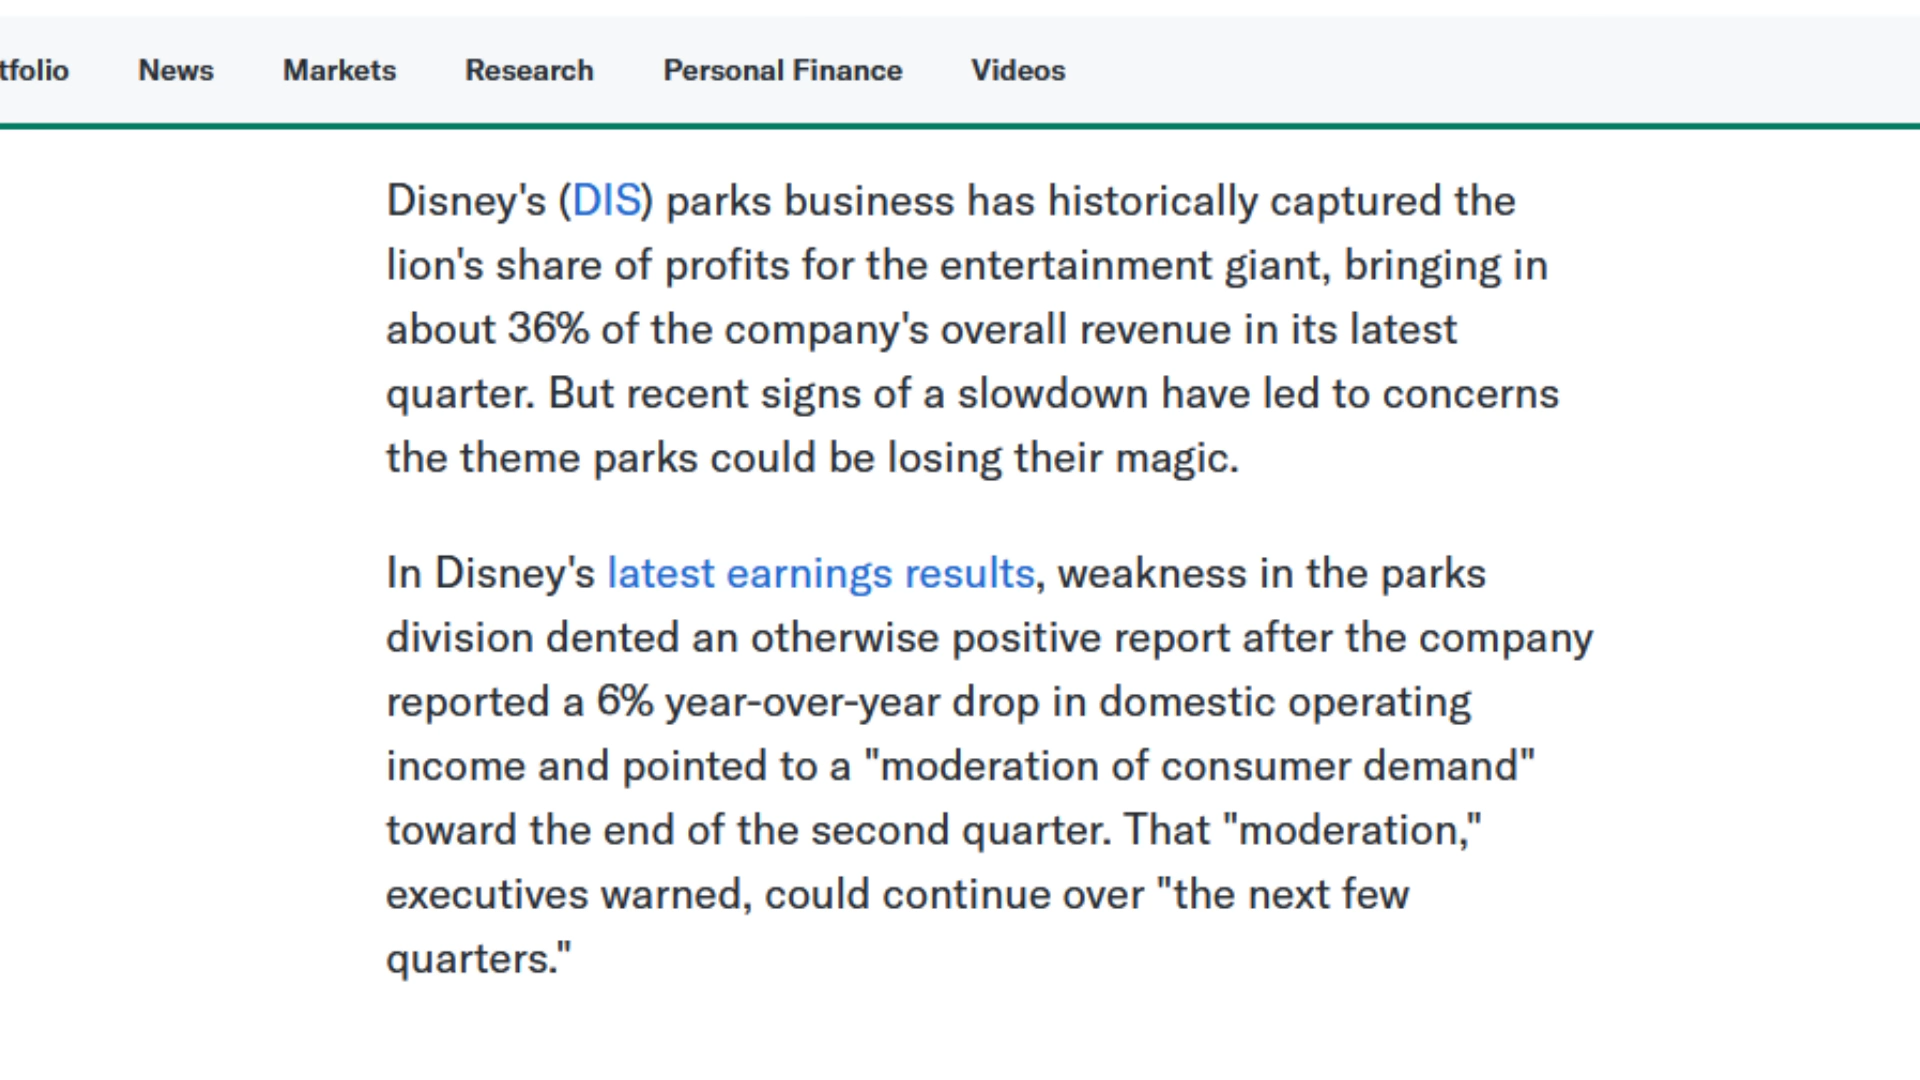 tfolio News Markets Research Personal Finance Videos
Disney's (DIS) parks business has historically captured the
lion's share of profits for the entertainment giant, bringing in
about 36% of the company's overall revenue in its latest
quarter. But recent signs of a slowdown have led to concerns
the theme parks could be losing their magic.
In Disney's latest earnings results, weakness in the parks
division dented an otherwise positive report after the company
reported a 6% year-over-year drop in domestic operating
income and pointed to a "moderation of consumer demand"
toward the end of the second quarter. That "moderation,"
executives warned, could continue over "the next few
quarters."